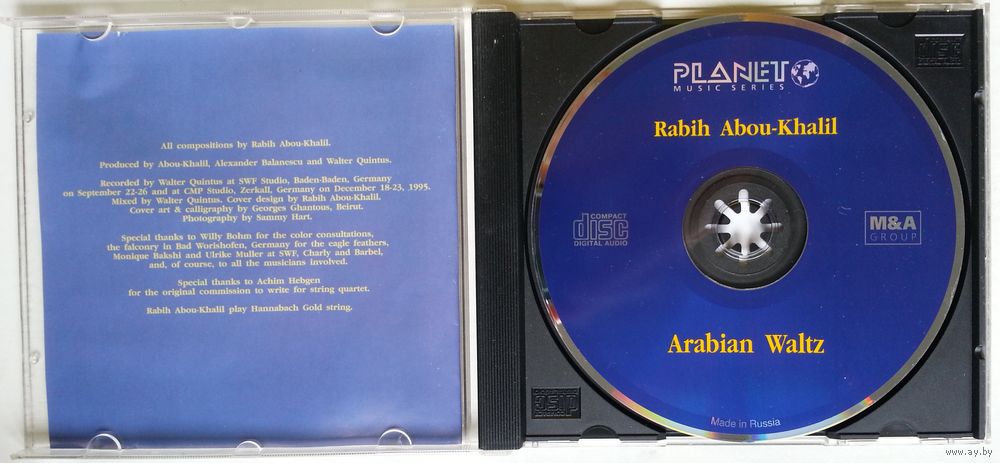 All compositions by Rabih Abou-Khalil.
Produced by Abou-Khalil, Alexander Balanescu and Walter Quintus.
Recorded by Walter Quintus at SWF Studio, Baden-Baden, Germany
on September 22-26 and at CMP Studio, Zerkall, Germany on December 18-23, 1995.
Mixed by Walter Quintus. Cover design by Rabih Abou-Khalil.
Cover art & calligraphy by Georges Ghantous, Beirut.
Photography by Sammy Hart.
Special thanks to Willy Bohm for the color consultations,
the falconry in Bad Worishofen, Germany for the eagle feathers,
Monique Bakshi and Ulrike Muller at SWF, Charly and Barbel,
and, of course, to all the musicians involved.
Special thanks to Achim Hebgen
for the original commission to write for string quartet.
Rabih Abou-Khalil play Hannabach Gold string.
PLANET
MUSIC SERIES
Rabih Abou-Khalil
COMPACT
disc
DIGITAL AUDIO
M&A
GROUP
Arabian Waltz
Made in Russia
www.ay.by